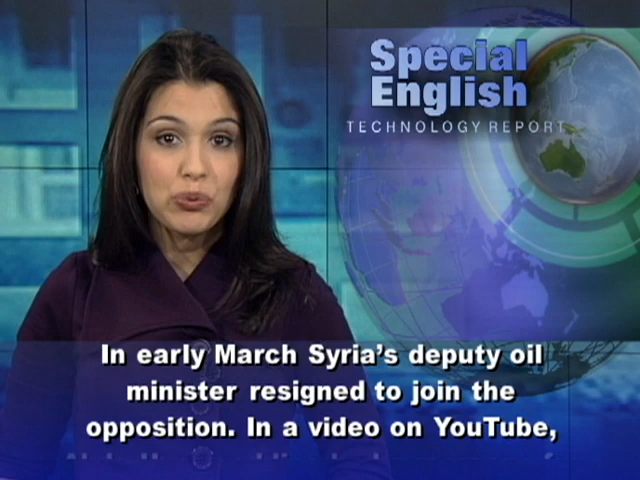 Special
English
TECHNOLOGY REPORT
In early March Syria's deputy oil
minister resigned to join the
opposition. In a video on YouTube,